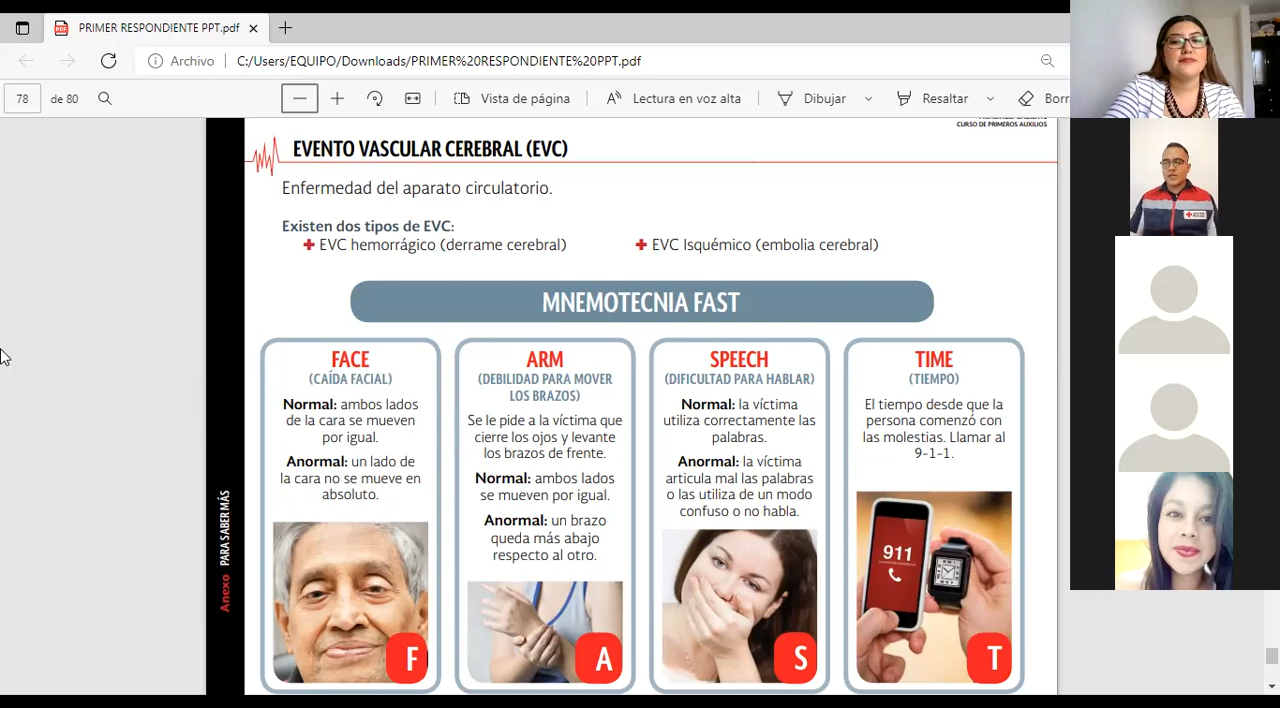 PRIMER RESPONDIENTE PPT.pdf
Archivo
C:/Users/EQUIPO/Downloads/PRIMER%20RESPONDIENTE%20PPT.pdf
78 de 80
Vista de página
Lectura en voz alta
Dibujar
Resaltar
Borr
CURSO DE PRIMEROS AUXILIOS
EVENTO VASCULAR CEREBRAL (EVC)
Enfermedad del aparato circulatorio.
Existen dos tipos de EVC:
EVC hemorrágico (derrame cerebral)
EVC Isquémico (embolia cerebral)
MNEMOTECNIA FAST
FACE
(CAÍDA FACIAL)
Normal: ambos lados
de la cara se mueven
por igual.
Anormal: un lado de
la cara no se mueve en
absoluto.
F
ARM
(DEBILIDAD PARA MOVER
LOS BRAZOS)
Se le pide a la víctima que
cierre los ojos y levante
los brazos de frente.
Normal: ambos lados
se mueven por igual.
Anormal: un brazo
queda más abajo
respecto al otro.
A
SPEECH
(DIFICULTAD PARA HABLAR)
Normal: la víctima
utiliza correctamente las
palabras.
Anormal: la víctima
articula mal las palabras
o las utiliza de un modo
confuso o no habla.
S
TIME
(TIEMPO)
El tiempo desde que la
persona comenzó con
las molestias. Llamar al
9-1-1.
911
T
Anexo PARA SABER MÁS